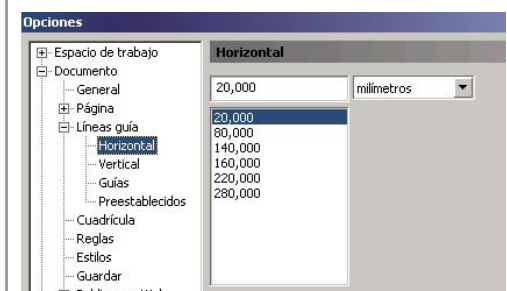 Opciones
Espacio de trabajo
Documento
General
Página
Líneas guía
Horizontal
Vertical
Guías
Preestablecidos
Cuadrícula
Reglas
Estilos
Guardar
Horizontal
20,000 milímetros
20,000
80,000
140,000
160,000
220,000
280,000